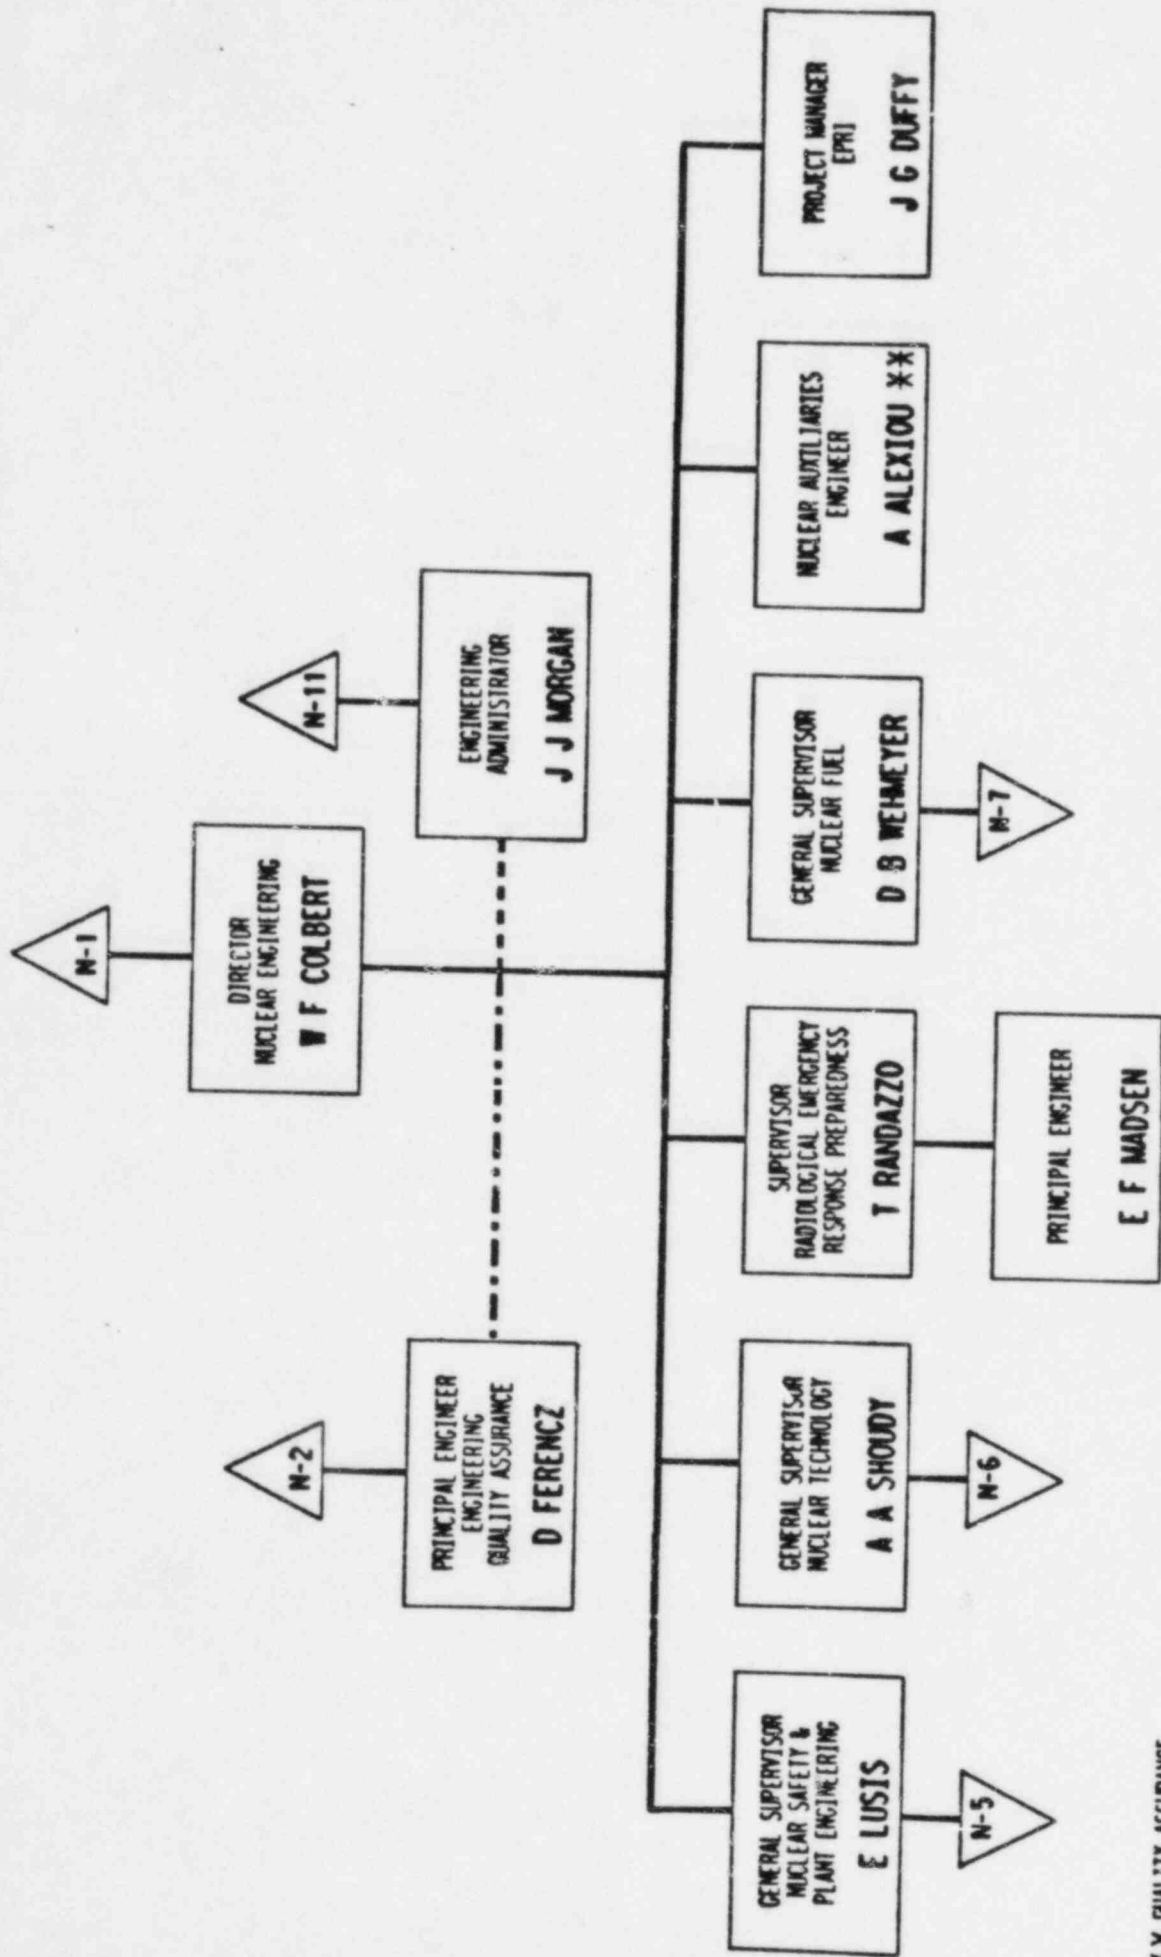 N-1
DIRECTOR
NUCLEAR ENGINEERING
W F COLBERT
N-2
PRINCIPAL ENGINEER
ENGINEERING
QUALITY ASSURANCE
D FERENCZ
N-11
ENGINEERING
ADMINISTRATOR
J J MORGAN
GENERAL SUPERVISOR
NUCLEAR SAFETY &
PLANT ENGINEERING
E LUSIS
N-5
GENERAL SUPERVISOR
NUCLEAR TECHNOLOGY
A A SHOUDY
N-6
SUPERVISOR
RADIOLOGICAL EMERGENCY
RESPONSE PREPAREDNESS
T RANDAZZO
PRINCIPAL ENGINEER
E F MADSEN
GENERAL SUPERVISOR
NUCLEAR FUEL
D B WEHMEYER
N-7
NUCLEAR AUXILIARIES
ENGINEER
A ALEXIOU **
PROJECT MANAGER
EPRI
J G DUFFY
QUALITY ASSURANCE